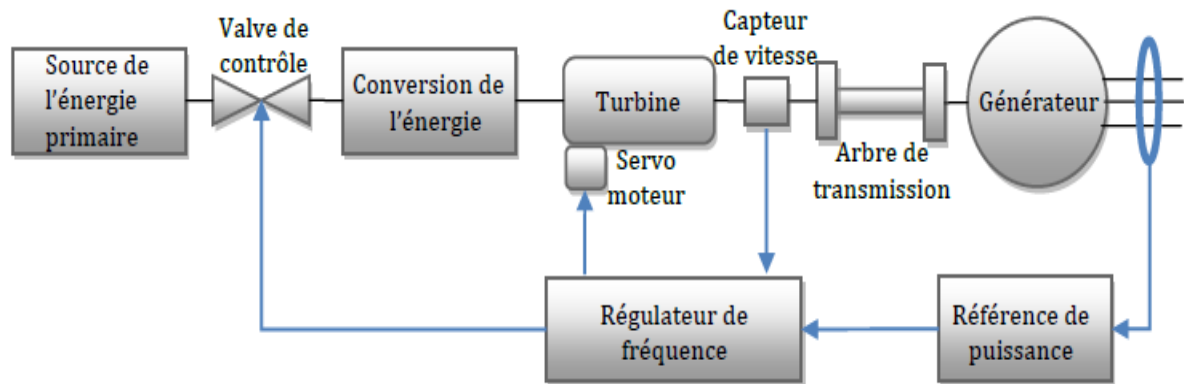 Source de
l'énergie
primaire
Valve de
contrôle
Conversion de
l'énergie
Turbine
Servo
moteur
Capteur
de vitesse
Arbre de
transmission
Générateur
Régulateur de
fréquence
Référence de
puissance